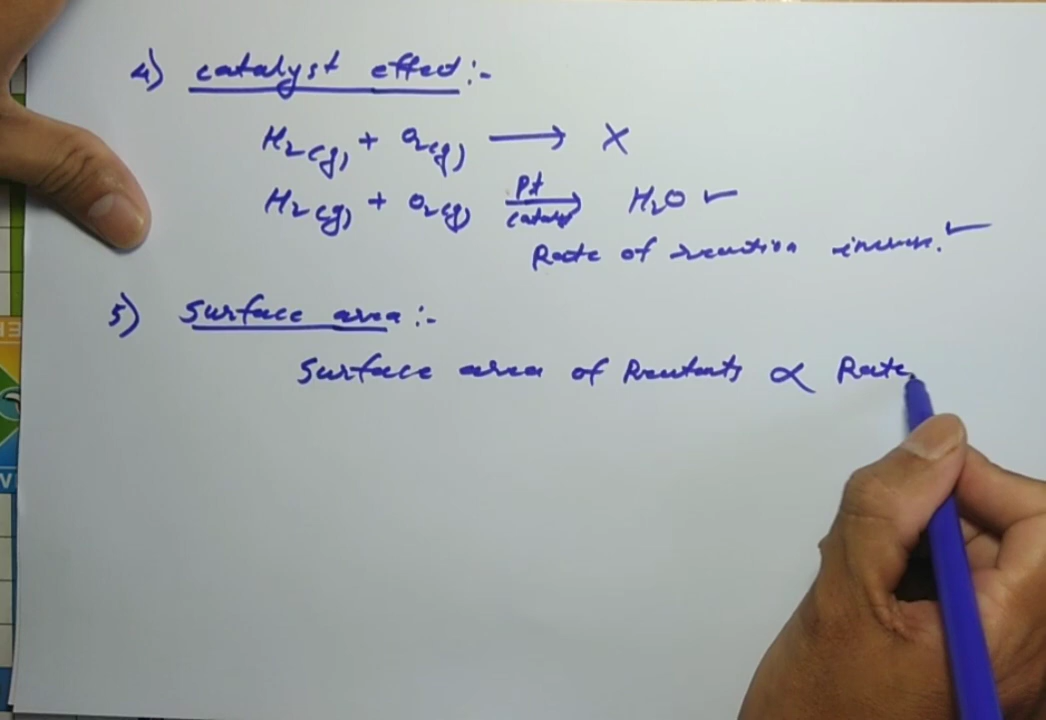 4) catalyst effect :-
H2(g) + O2(g) ⟶ X
H2(g) + O2(g) Pt catalyst ⟶ H2O ✓
Rate of reaction increase. ✓
5) Surface area :-
Surface area of Reactants ∝ Rate